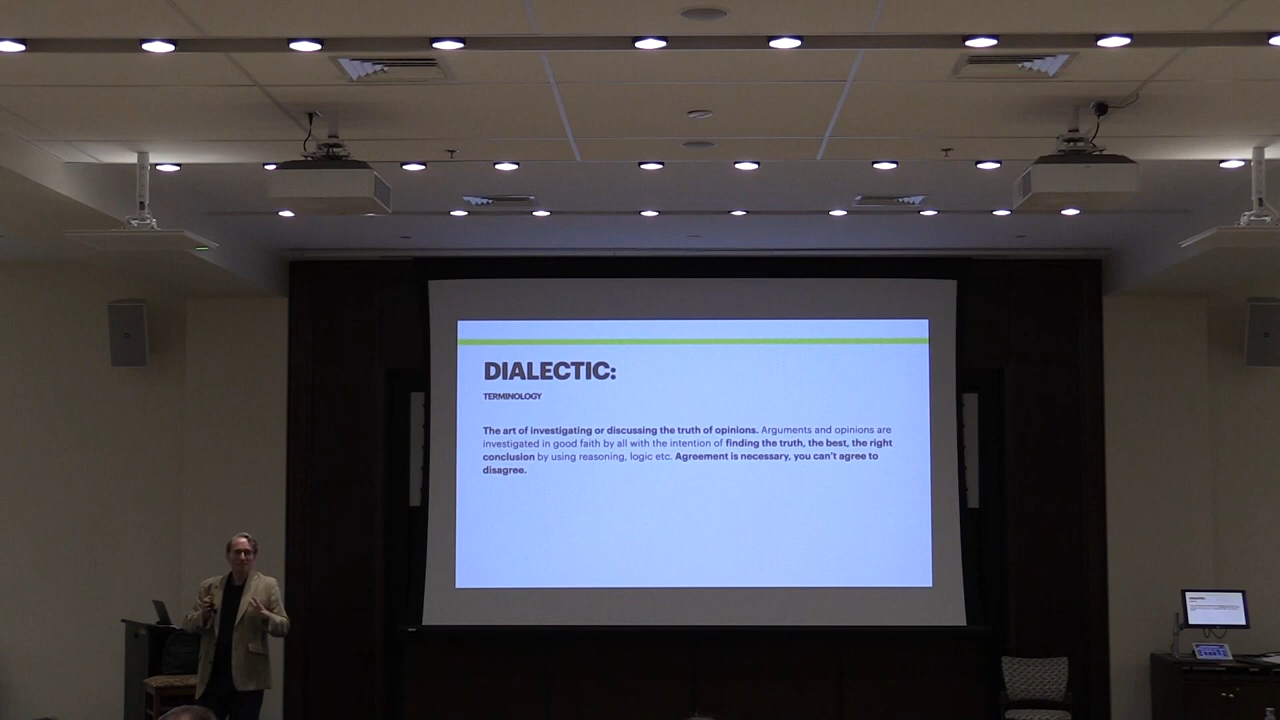 DIALECTIC:
TERMINOLOGY
The art of investigating or discussing the truth of opinions. Arguments and opinions are
investigated in good faith by all with the intention of finding the truth, the best, the right
conclusion by using reasoning, logic etc. Agreement is necessary, you can't agree to
disagree.